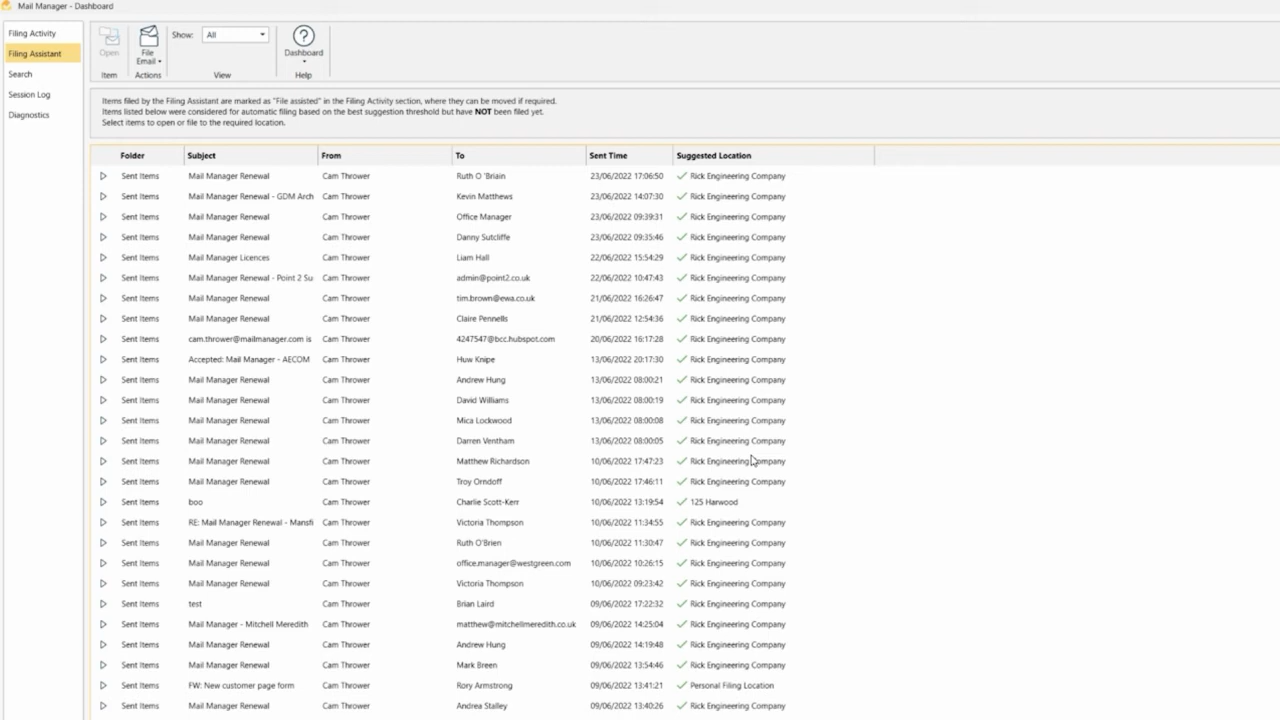 Mail Manager - Dashboard
Filing Activity
Filing Assistant
Search
Session Log
Diagnostics
Open
Item
File Email
Actions
Show: All
View
Dashboard
Help
Items filed by the Filing Assistant are marked as "File assisted" in the Filing Activity section, where they can be moved if required.
Items listed below were considered for automatic filing based on the best suggestion threshold but have NOT been filed yet.
Select items to open or file to the required location.
Folder Subject From To Sent Time Suggested Location
Sent Items Mail Manager Renewal Cam Thrower Ruth O 'Briain 23/06/2022 17:06:50 Rick Engineering Company
Sent Items Mail Manager Renewal - GDM Arch Cam Thrower Kevin Matthews 23/06/2022 14:07:30 Rick Engineering Company
Sent Items Mail Manager Renewal Cam Thrower Office Manager 23/06/2022 09:39:31 Rick Engineering Company
Sent Items Mail Manager Renewal Cam Thrower Danny Sutcliffe 23/06/2022 09:35:46 Rick Engineering Company
Sent Items Mail Manager Licences Cam Thrower Liam Hall 22/06/2022 15:54:29 Rick Engineering Company
Sent Items Mail Manager Renewal - Point 2 Su Cam Thrower admin@point2.co.uk 22/06/2022 10:47:43 Rick Engineering Company
Sent Items Mail Manager Renewal Cam Thrower tim.brown@ewa.co.uk 21/06/2022 16:26:47 Rick Engineering Company
Sent Items Mail Manager Renewal Cam Thrower Claire Pennells 21/06/2022 12:54:36 Rick Engineering Company
Sent Items cam.thrower@mailmanager.com is Cam Thrower 4247547@bcc.hubspot.com 20/06/2022 16:17:28 Rick Engineering Company
Sent Items Accepted: Mail Manager - AECOM Cam Thrower Huw Knipe 13/06/2022 20:17:30 Rick Engineering Company
Sent Items Mail Manager Renewal Cam Thrower Andrew Hung 13/06/2022 08:00:21 Rick Engineering Company
Sent Items Mail Manager Renewal Cam Thrower David Williams 13/06/2022 08:00:19 Rick Engineering Company
Sent Items Mail Manager Renewal Cam Thrower Mica Lockwood 13/06/2022 08:00:08 Rick Engineering Company
Sent Items Mail Manager Renewal Cam Thrower Darren Ventham 13/06/2022 08:00:05 Rick Engineering Company
Sent Items Mail Manager Renewal Cam Thrower Matthew Richardson 10/06/2022 17:47:23 Rick Engineering Company
Sent Items Mail Manager Renewal Cam Thrower Troy Orndoff 10/06/2022 17:46:11 Rick Engineering Company
Sent Items boo Cam Thrower Charlie Scott-Kerr 10/06/2022 13:19:54 125 Harwood
Sent Items RE: Mail Manager Renewal - Mansfi Cam Thrower Victoria Thompson 10/06/2022 11:34:55 Rick Engineering Company
Sent Items Mail Manager Renewal Cam Thrower Ruth O'Brien 10/06/2022 11:30:47 Rick Engineering Company
Sent Items Mail Manager Renewal Cam Thrower office.manager@westgreen.com 10/06/2022 10:26:15 Rick Engineering Company
Sent Items Mail Manager Renewal Cam Thrower Victoria Thompson 10/06/2022 09:23:42 Rick Engineering Company
Sent Items test Cam Thrower Brian Laird 09/06/2022 17:22:32 Rick Engineering Company
Sent Items Mail Manager - Mitchell Meredith Cam Thrower matthew@mitchellmeredith.co.uk 09/06/2022 14:25:04 Rick Engineering Company
Sent Items Mail Manager Renewal Cam Thrower Andrew Hung 09/06/2022 14:19:48 Rick Engineering Company
Sent Items Mail Manager Renewal Cam Thrower Mark Breen 09/06/2022 13:54:46 Rick Engineering Company
Sent Items FW: New customer page form Cam Thrower Rory Armstrong 09/06/2022 13:41:21 Personal Filing Location
Sent Items Mail Manager Renewal Cam Thrower Andrea Stalley 09/06/2022 13:40:26 Rick Engineering Company